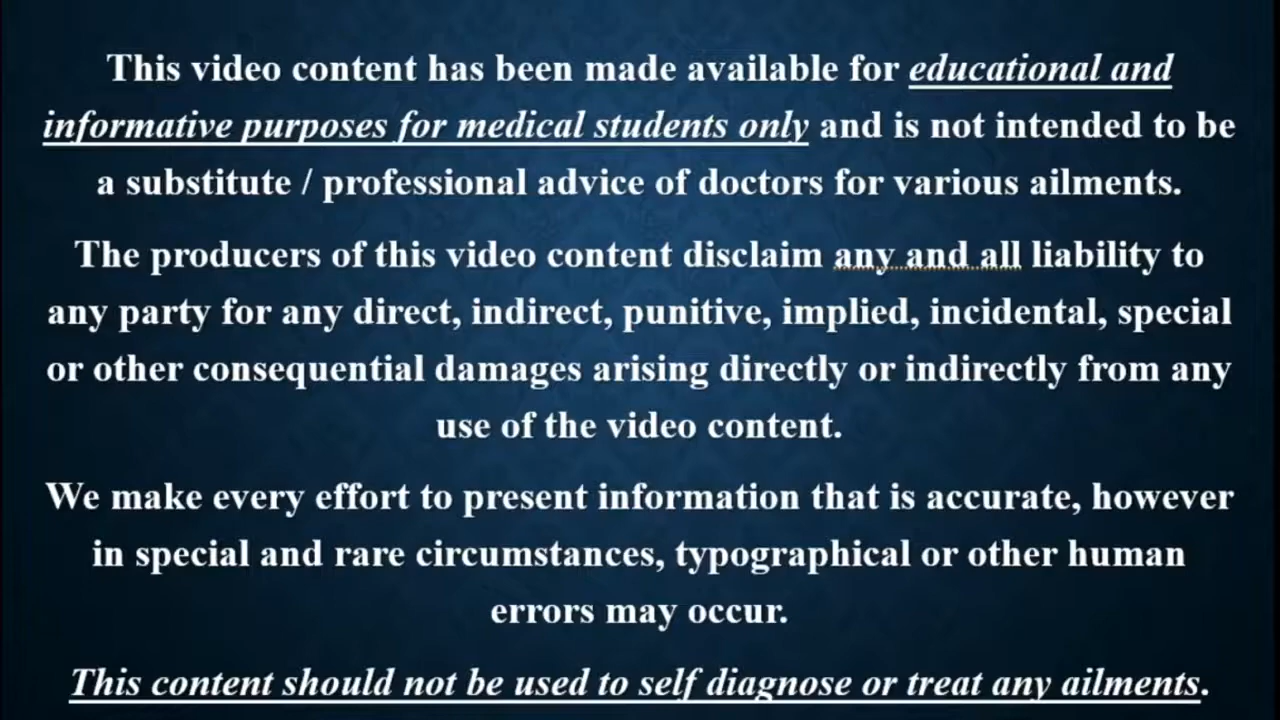 This video content has been made available for educational and
informative purposes for medical students only and is not intended to be
a substitute / professional advice of doctors for various ailments.
The producers of this video content disclaim any and all liability to
any party for any direct, indirect, punitive, implied, incidental, special
or other consequential damages arising directly or indirectly from any
use of the video content.
We make every effort to present information that is accurate, however
in special and rare circumstances, typographical or other human
errors may occur.
This content should not be used to self diagnose or treat any ailments.